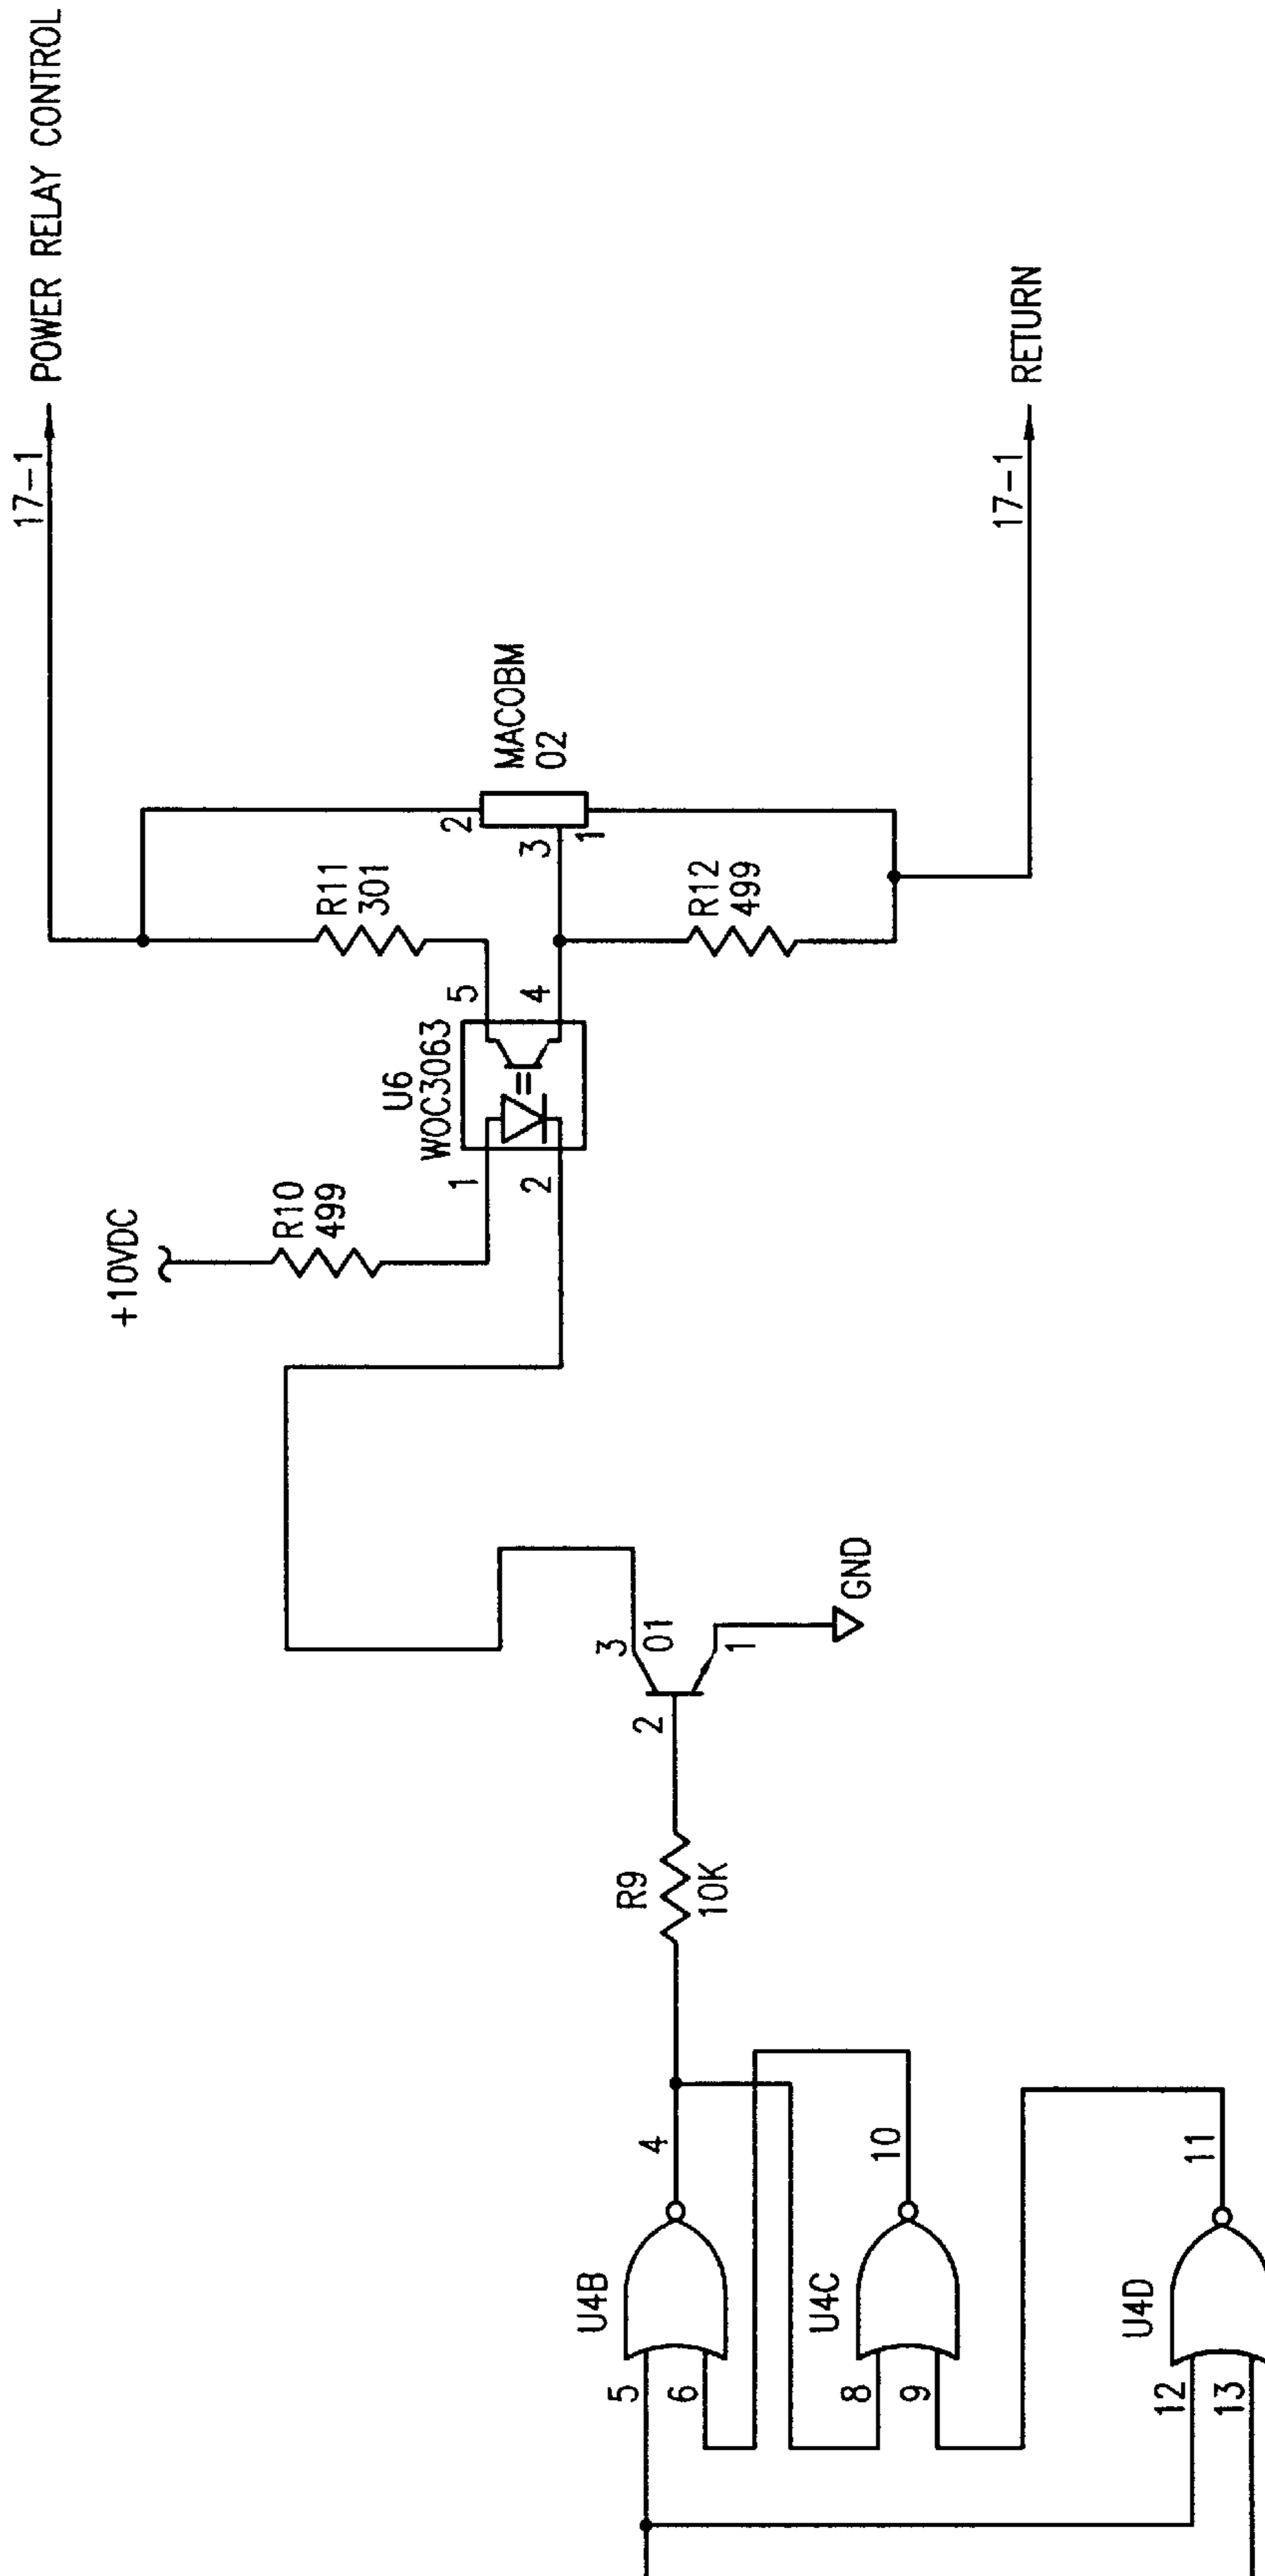 17-1
POWER RELAY CONTROL
+10VDC
R10
499
R11
301
U6
WOC3063
1
2
5
4
2
3
1
MACOBM
02
R12
499
17-1
RETURN
3
01
2
1
GND
R9
10K
U4B
5
6
4
U4C
8
9
10
U4D
12
13
11